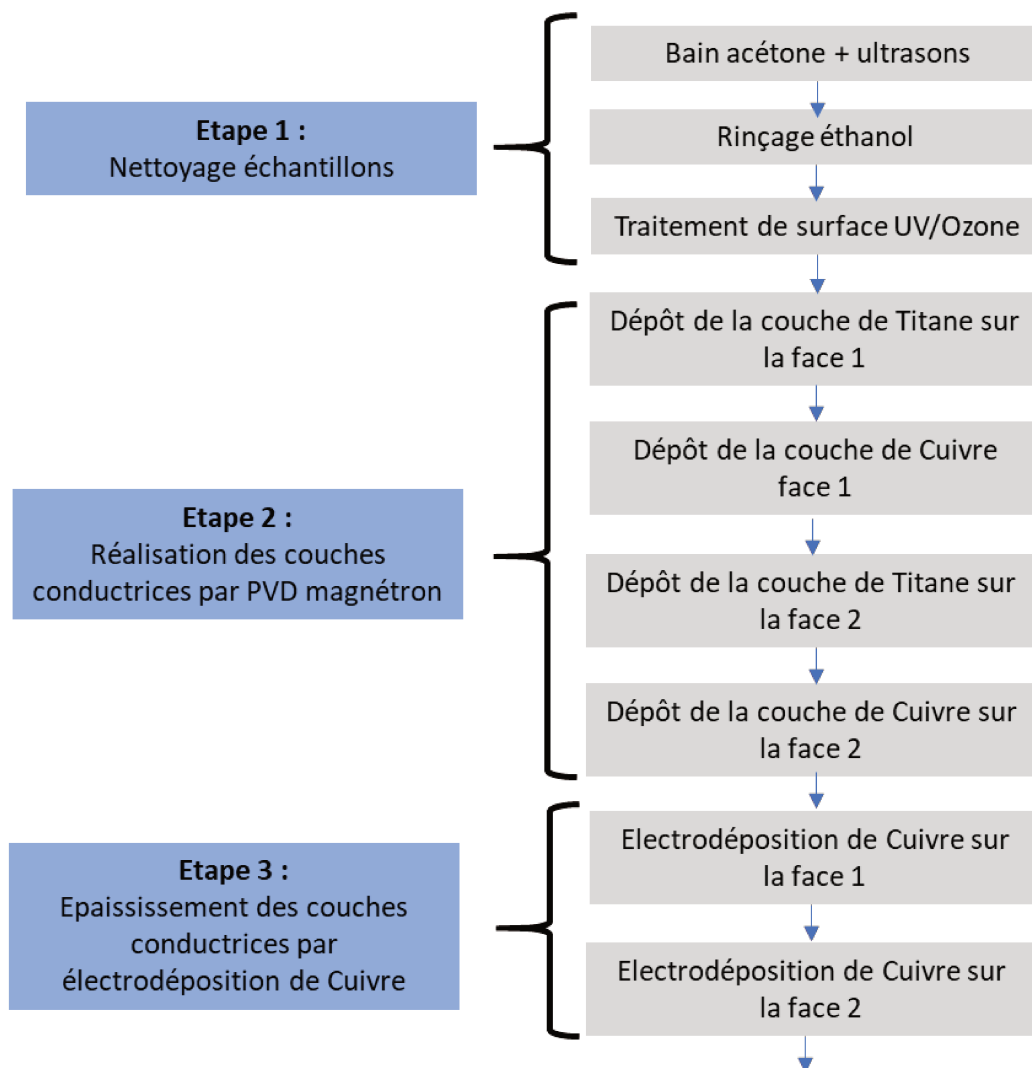 Etape 1 :
Nettoyage échantillons
Bain acétone + ultrasons
Rinçage éthanol
Traitement de surface UV/Ozone
Etape 2 :
Réalisation des couches
conductrices par PVD magnétron
Dépôt de la couche de Titane sur
la face 1
Dépôt de la couche de Cuivre
face 1
Dépôt de la couche de Titane sur
la face 2
Dépôt de la couche de Cuivre sur
la face 2
Etape 3 :
Epaississement des couches
conductrices par
électrodéposition de Cuivre
Electrodéposition de Cuivre sur
la face 1
Electrodéposition de Cuivre sur
la face 2